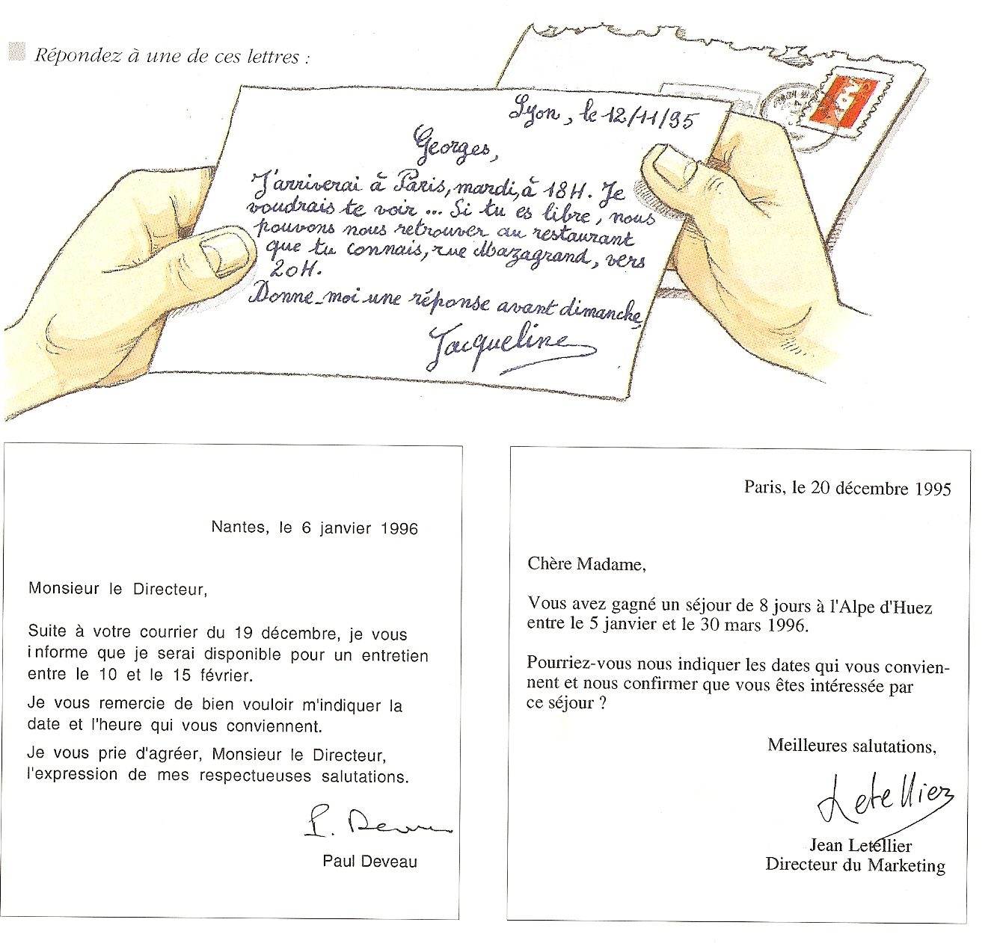 Répondez à une de ces lettres :
Lyon, le 12/11/95
Georges,
J'arriverai à Paris, mardi, à 18H. Je
voudrais te voir ... Si tu es libre, nous
pouvons nous retrouver au restaurant
que tu connais, rue Mazagrand, vers
20H.
Donne-moi une réponse avant dimanche,
Jacqueline
Nantes, le 6 janvier 1996
Monsieur le Directeur,
Suite à votre courrier du 19 décembre, je vous
informe que je serai disponible pour un entretien
entre le 10 et le 15 février.
Je vous remercie de bien vouloir m'indiquer la
date et l'heure qui vous conviennent.
Je vous prie d'agréer, Monsieur le Directeur,
l'expression de mes respectueuses salutations.
P. Deveau
Paul Deveau
Paris, le 20 décembre 1995
Chère Madame,
Vous avez gagné un séjour de 8 jours à l'Alpe d'Huez
entre le 5 janvier et le 30 mars 1996.
Pourriez-vous nous indiquer les dates qui vous convien-
nent et nous confirmer que vous êtes intéressée par
ce séjour ?
Meilleures salutations,
Letellier
Jean Letellier
Directeur du Marketing